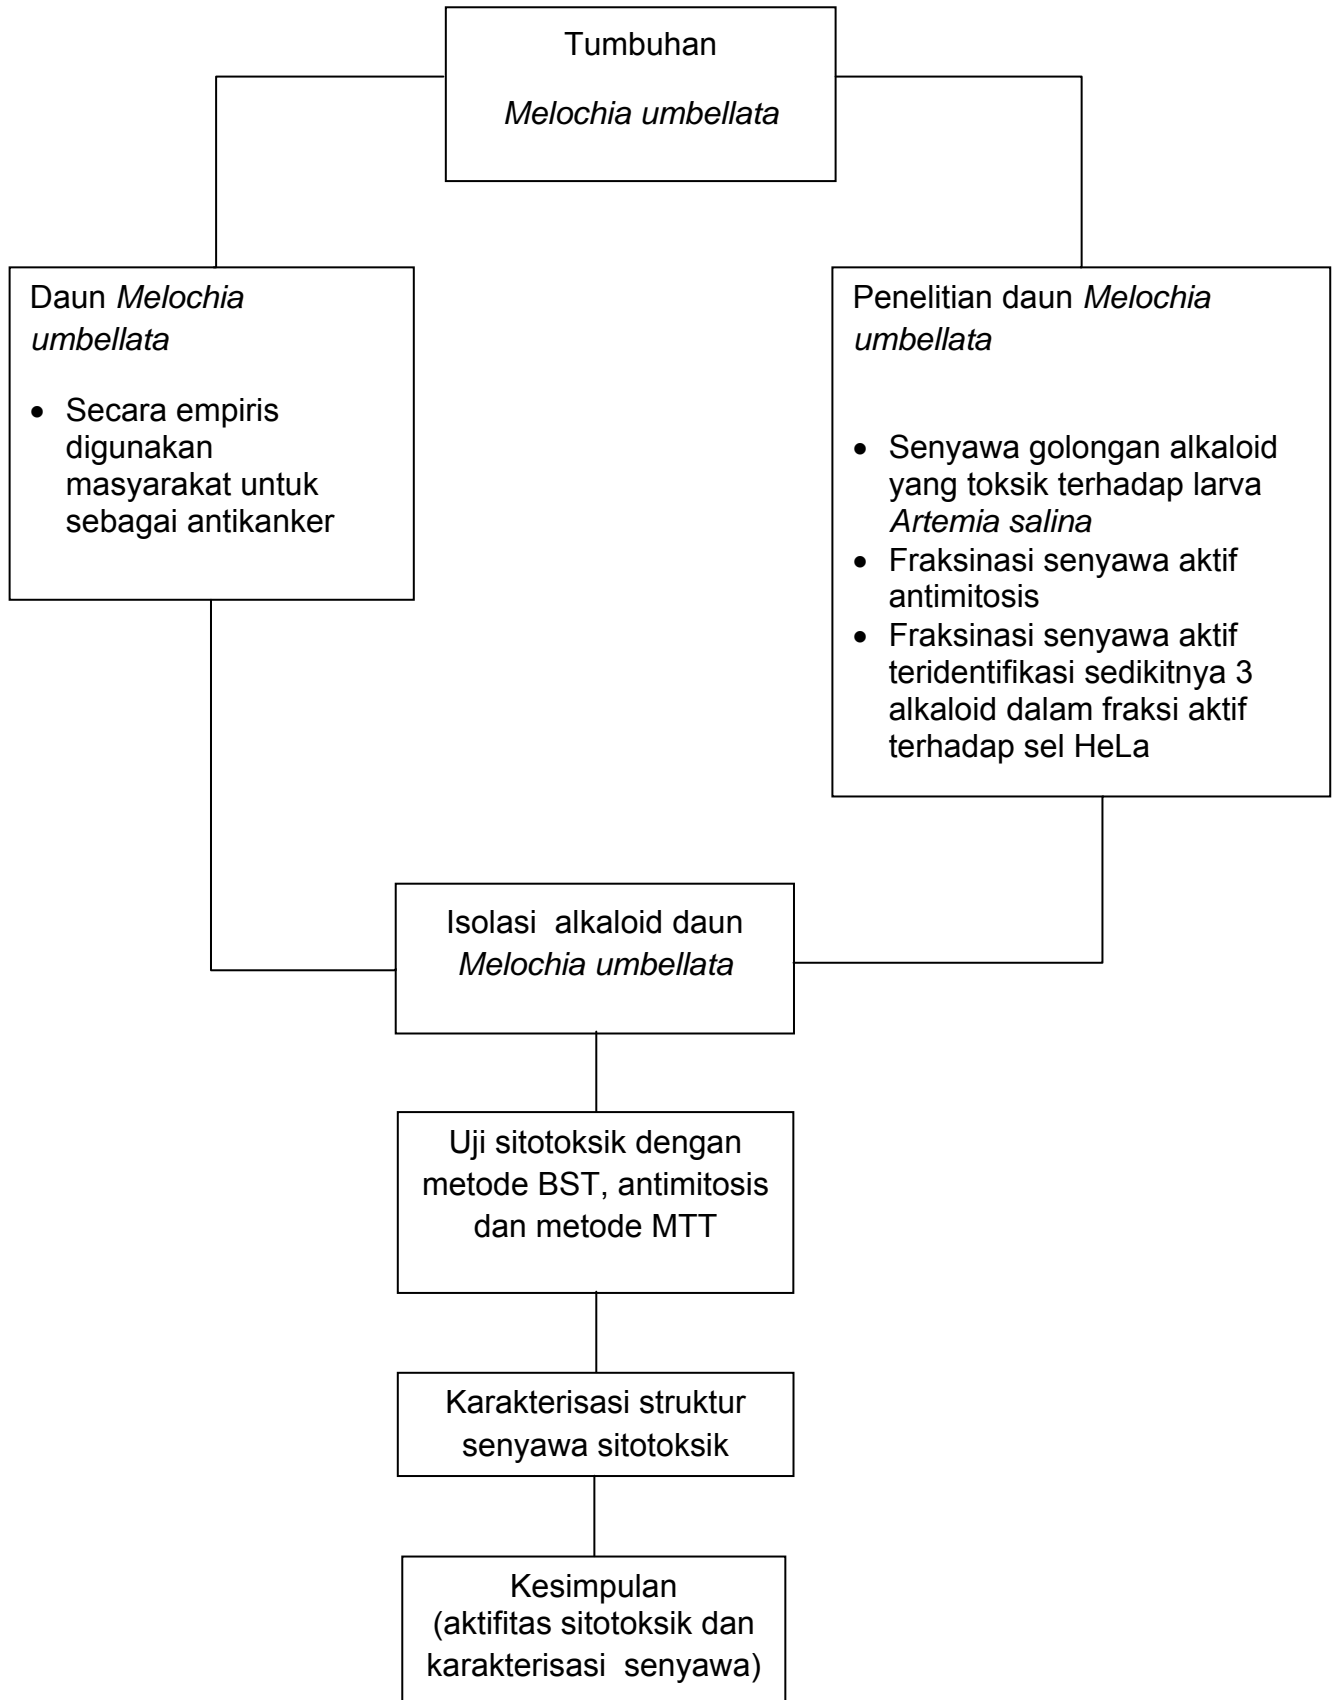 Tumbuhan
Melochia umbellata
Daun Melochia
umbellata
• Secara empiris
digunakan
masyarakat untuk
sebagai antikanker
Penelitian daun Melochia
umbellata
• Senyawa golongan alkaloid
yang toksik terhadap larva
Artemia salina
• Fraksinasi senyawa aktif
antimitosis
• Fraksinasi senyawa aktif
teridentifikasi sedikitnya 3
alkaloid dalam fraksi aktif
terhadap sel HeLa
Isolasi alkaloid daun
Melochia umbellata
Uji sitotoksik dengan
metode BST, antimitosis
dan metode MTT
Karakterisasi struktur
senyawa sitotoksik
Kesimpulan
(aktifitas sitotoksik dan
karakterisasi senyawa)